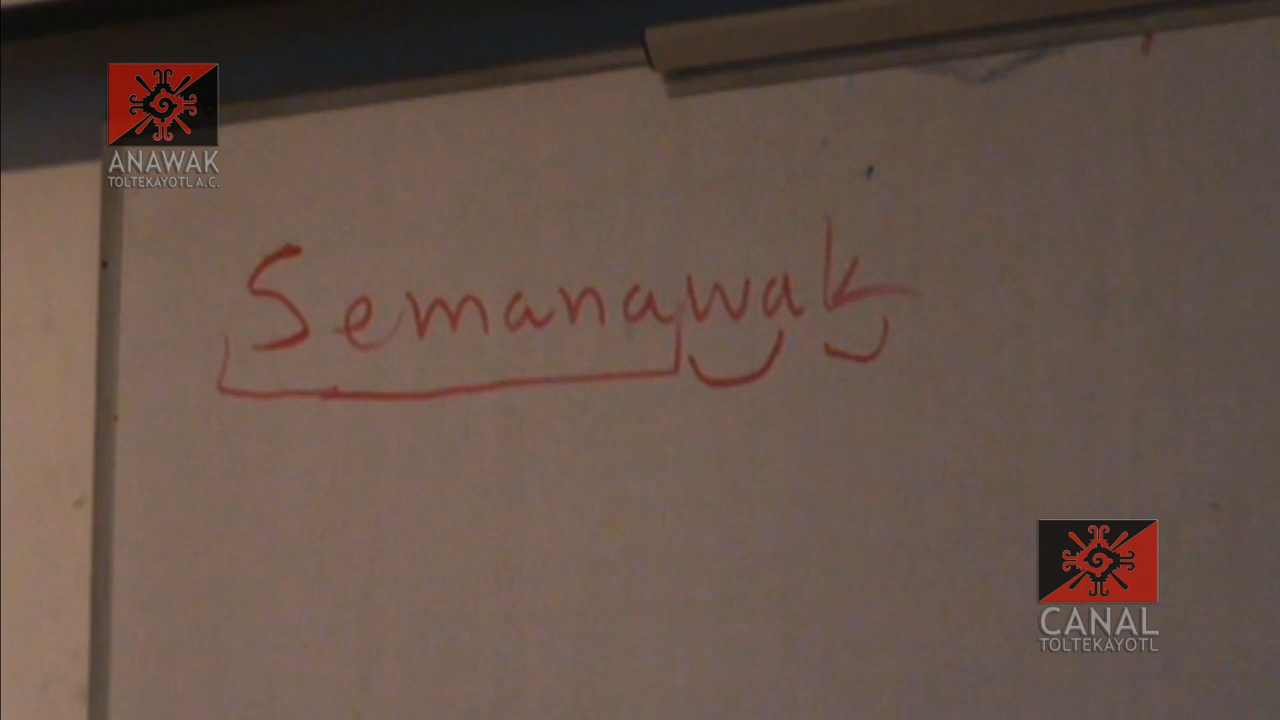 ANAWAK
TOLTEKAYOTL A.C.
Semanawak
CANAL
TOLTEKAYOTL